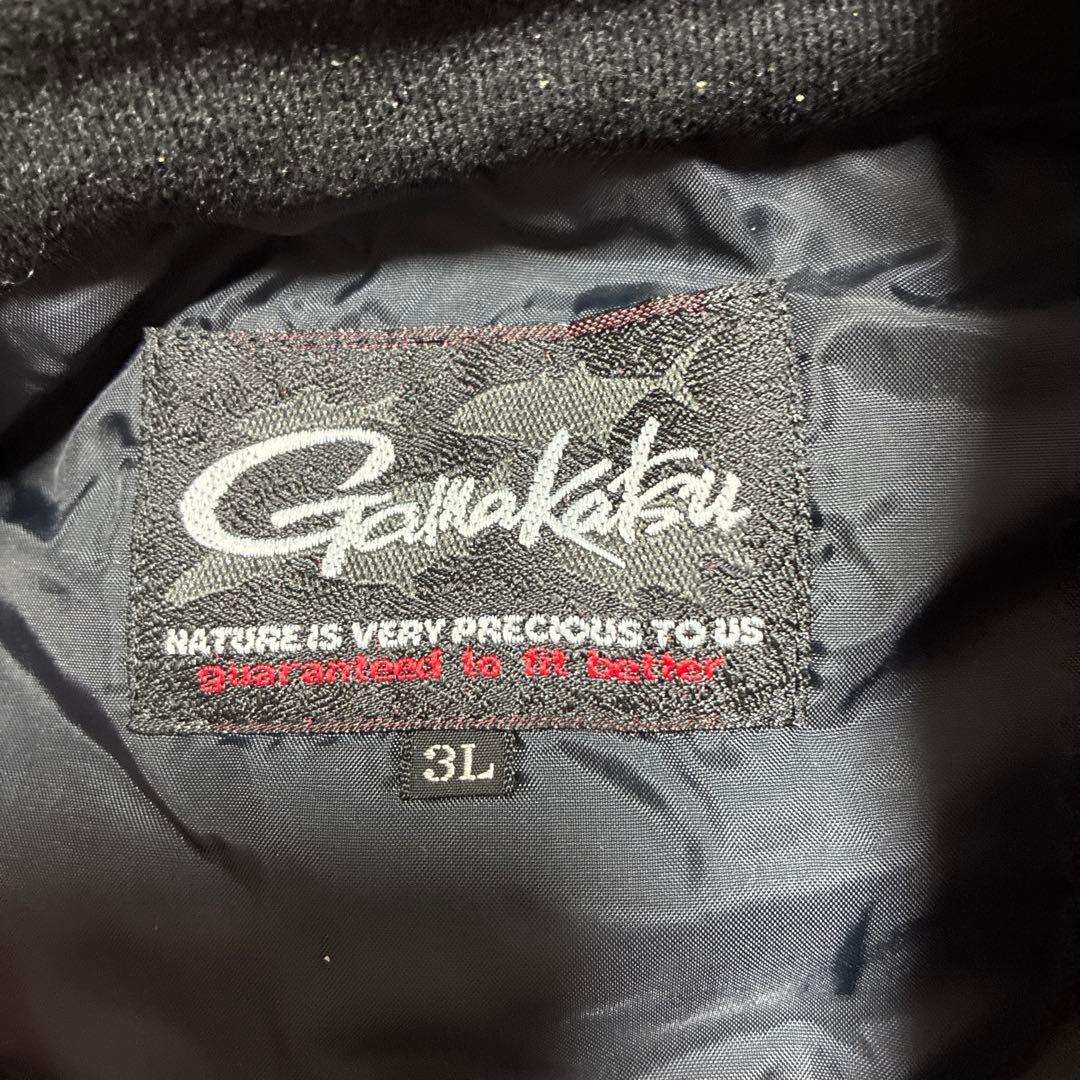 Gamakatsu
NATURE IS VERY PRECIOUS TO US
guaranteed to fit better
3L